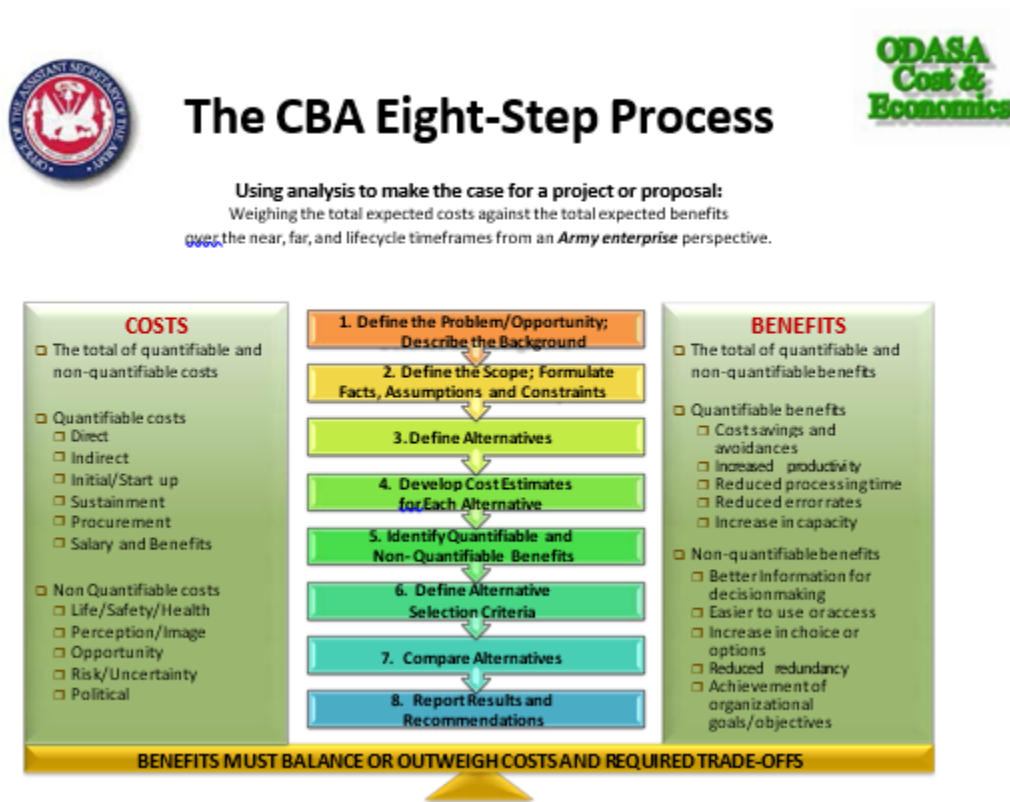 OFFICE OF THE ASSISTANT SECRETARY OF THE ARMY
ODASA
Cost &
Economics
The CBA Eight-Step Process
Using analysis to make the case for a project or proposal:
Weighing the total expected costs against the total expected benefits
over the near, far, and lifecycle timeframes from an Army enterprise perspective.
COSTS
The total of quantifiable and
non-quantifiable costs
Quantifiable costs
Direct
Indirect
Initial/Start up
Sustainment
Procurement
Salary and Benefits
Non Quantifiable costs
Life/Safety/Health
Perception/Image
Opportunity
Risk/Uncertainty
Political
1. Define the Problem/Opportunity;
Describe the Background
2. Define the Scope; Formulate
Facts, Assumptions and Constraints
3. Define Alternatives
4. Develop Cost Estimates
for Each Alternative
5. Identify Quantifiable and
Non-Quantifiable Benefits
6. Define Alternative
Selection Criteria
7. Compare Alternatives
8. Report Results and
Recommendations
BENEFITS
The total of quantifiable and
non-quantifiable benefits
Quantifiable benefits
Cost savings and
avoidances
Increased productivity
Reduced processing time
Reduced error rates
Increase in capacity
Non-quantifiable benefits
Better Information for
decision making
Easier to use or access
Increase in choice or
options
Reduced redundancy
Achievement of
organizational
goals/objectives
BENEFITS MUST BALANCE OR OUTWEIGH COSTS AND REQUIRED TRADE-OFFS